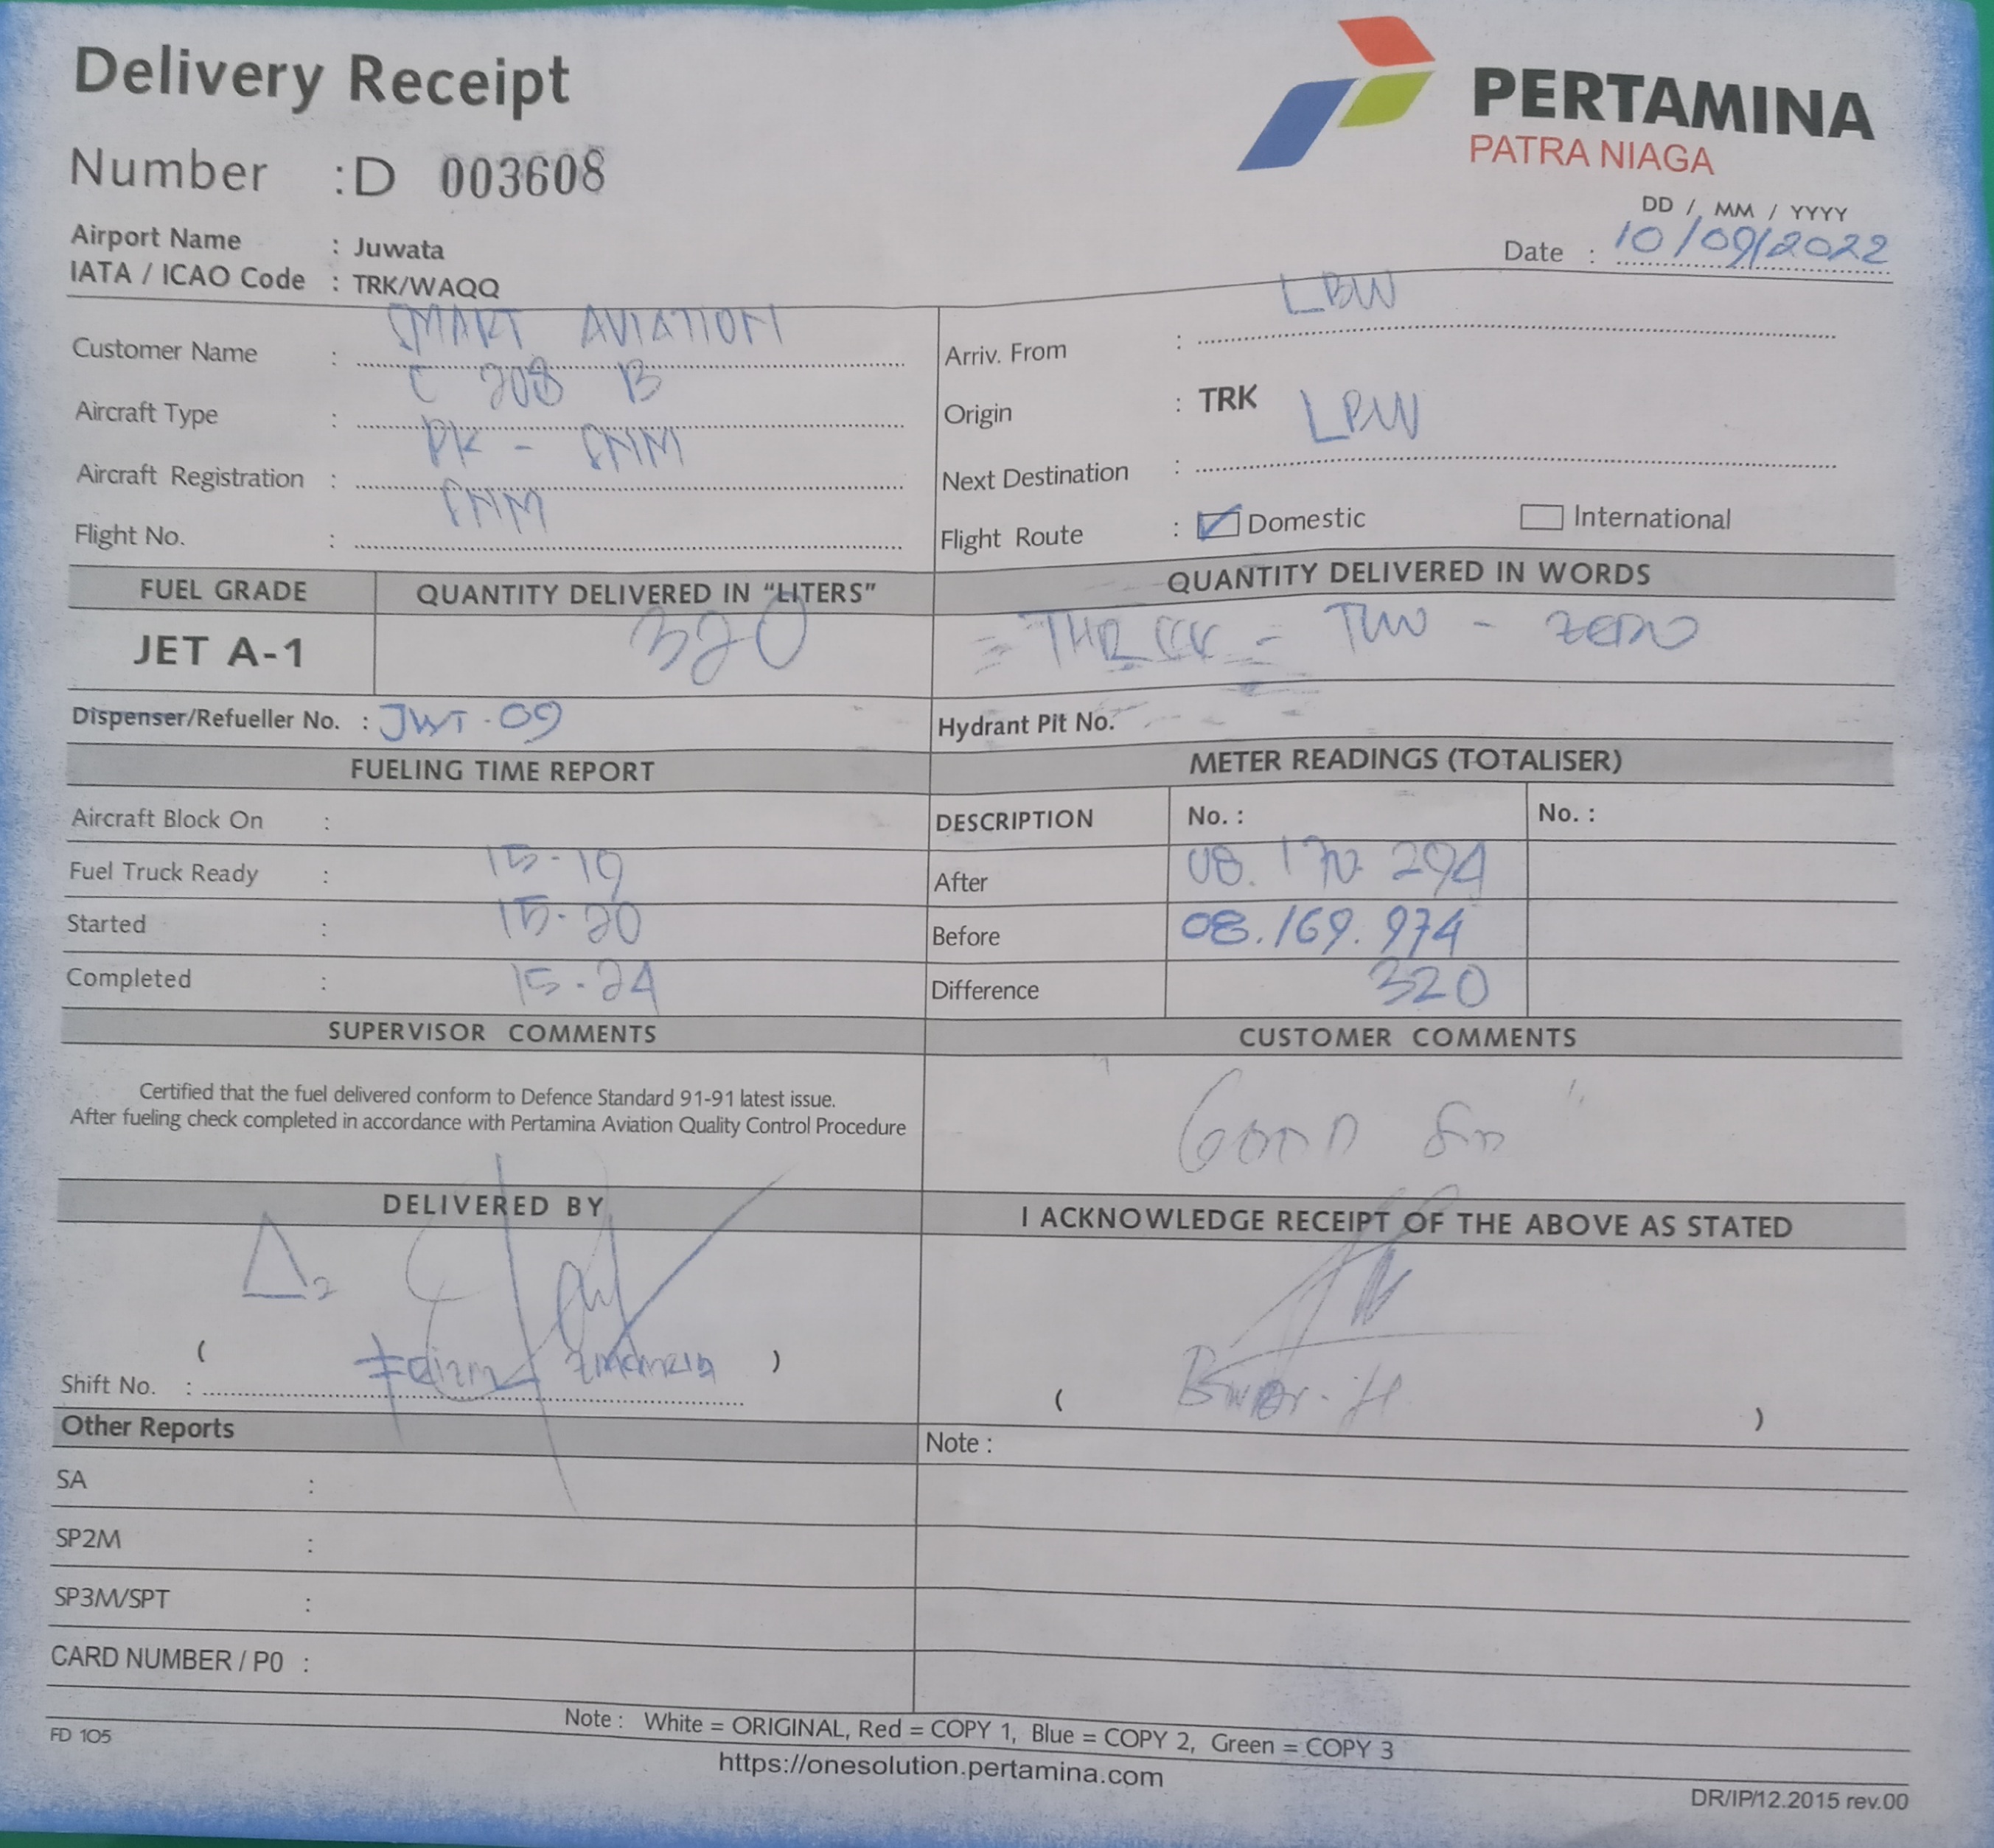 Delivery Receipt
PERTAMINA
PATRA NIAGA
Number : D 003608
DD / MM / YYYY
Date : 10/09/2022
Airport Name : Juwata
IATA / ICAO Code : TRK/WAQQ
Customer Name : SMART AVIATION
Aircraft Type : C 208 B
Aircraft Registration : PK - SNM
Flight No. : SNM
Arriv. From : LBW
Origin : TRK
Next Destination : LBW
Flight Route : Domestic International
FUEL GRADE QUANTITY DELIVERED IN "LITERS" QUANTITY DELIVERED IN WORDS
JET A-1 320 = THREE - TWO - ZERO
Dispenser/Refueller No. : JWT - 09 Hydrant Pit No.
FUELING TIME REPORT
Aircraft Block On :
Fuel Truck Ready : 15-19
Started : 15-20
Completed : 15-24
METER READINGS (TOTALISER)
DESCRIPTION No. : No. :
After 08.170.294
Before 08.169.974
Difference 320
SUPERVISOR COMMENTS
Certified that the fuel delivered conform to Defence Standard 91-91 latest issue.
After fueling check completed in accordance with Pertamina Aviation Quality Control Procedure
CUSTOMER COMMENTS
DELIVERED BY
( )
Shift No. :
I ACKNOWLEDGE RECEIPT OF THE ABOVE AS STATED
( )
Other Reports
SA :
SP2M :
SP3M/SPT :
CARD NUMBER / P0 :
Note :
Note : White = ORIGINAL, Red = COPY 1, Blue = COPY 2, Green = COPY 3
FD 105
https://onesolution.pertamina.com
DR/IP/12.2015 rev.00